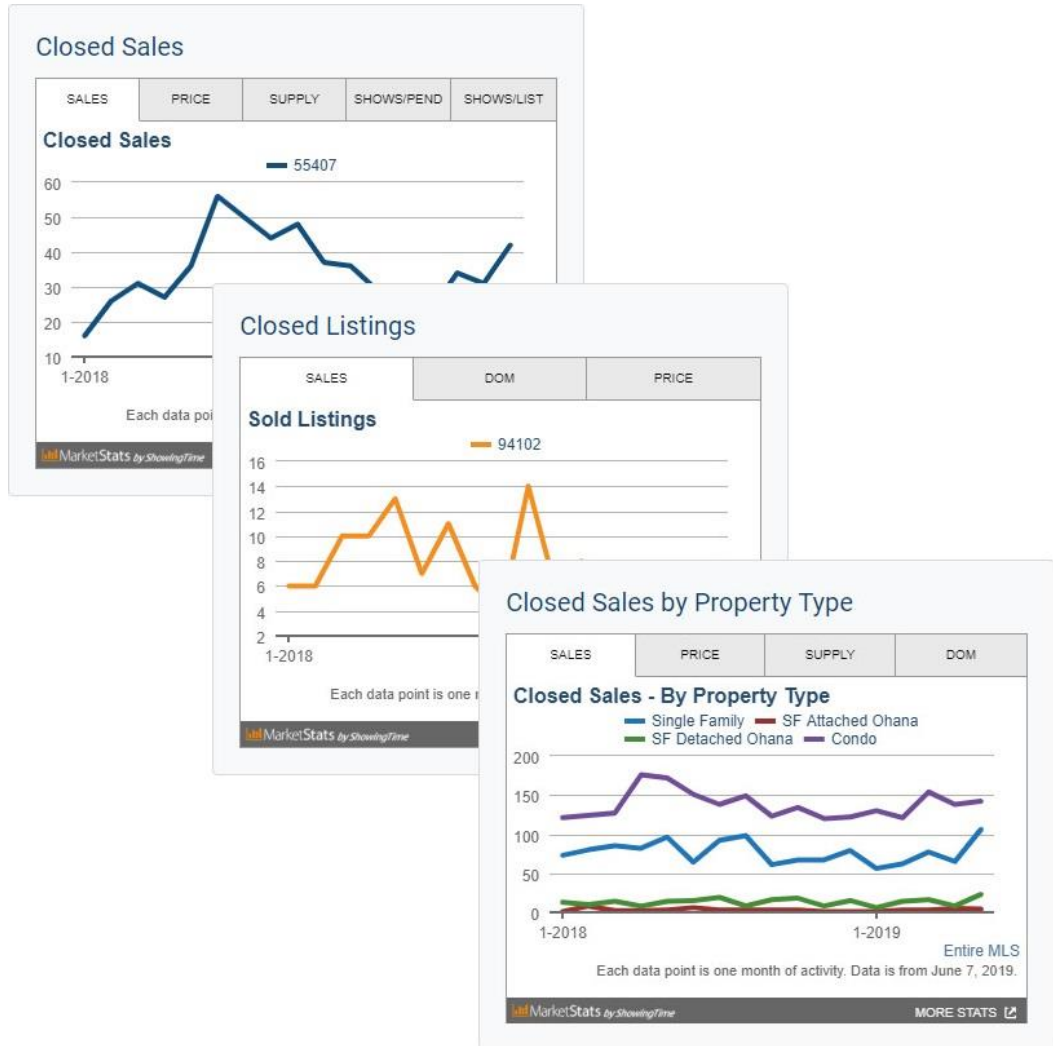 Closed Sales
SALES PRICE SUPPLY SHOWS/PEND SHOWS/LIST
Closed Sales
55407
60
50
40
30
20
10
1-2018
Each data poi
MarketStats by ShowingTime
Closed Listings
SALES DOM PRICE
Sold Listings
94102
16
14
12
10
8
6
4
2
1-2018
Each data point is one
MarketStats by ShowingTime
Closed Sales by Property Type
SALES PRICE SUPPLY DOM
Closed Sales - By Property Type
Single Family SF Attached Ohana
SF Detached Ohana Condo
200
150
100
50
0
1-2018 1-2019
Entire MLS
Each data point is one month of activity. Data is from June 7, 2019.
MarketStats by ShowingTime MORE STATS